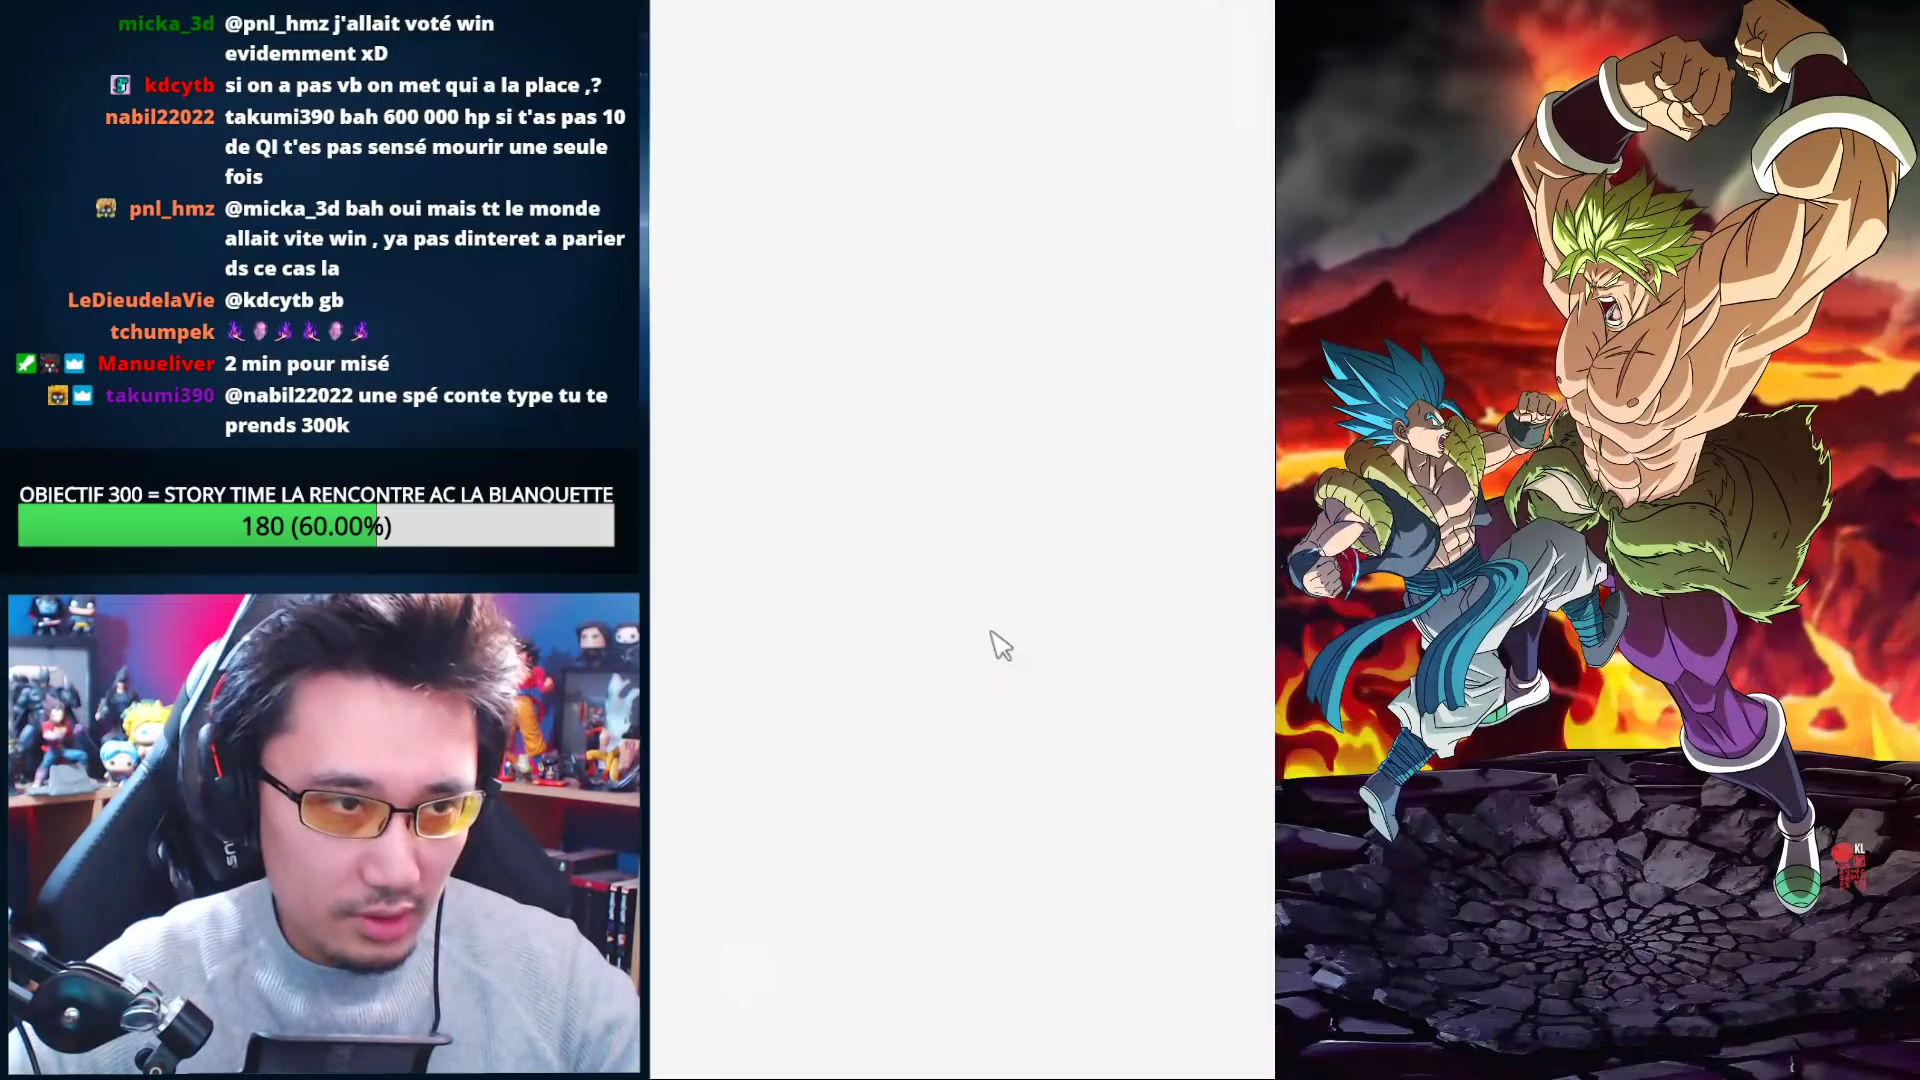 micka_3d @pnl_hmz j'allait voté win
evidemment xD
kdcytb si on a pas vb on met qui a la place ,?
nabil22022 takumi390 bah 600 000 hp si t'as pas 10
de QI t'es pas sensé mourir une seule
fois
pnl_hmz @micka_3d bah oui mais tt le monde
allait vite win , ya pas dinteret a parier
ds ce cas la
LeDieudelaVie @kdcytb gb
tchumpek
Manueliver 2 min pour misé
takumi390 @nabil22022 une spé conte type tu te
prends 300k
OBJECTIF 300 = STORY TIME LA RENCONTRE AC LA BLANQUETTE
180 (60.00%)
KL